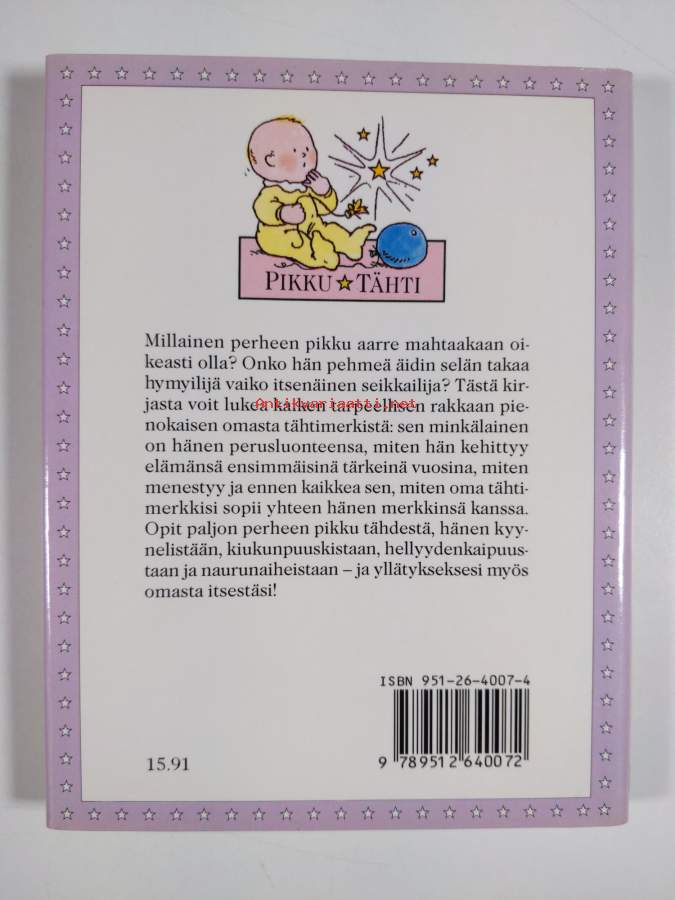 PIKKU TÄHTI
Millainen perheen pikku aarre mahtaakaan oi-
keasti olla? Onko hän pehmeä äidin selän takaa
hymyilijä vaiko itsenäinen seikkailija? Tästä kir-
jasta voit lukea kaiken tarpeellisen rakkaan pie-
Antikvariaatti.net
nokaisen omasta tähtimerkistä: sen minkälainen
on hänen perusluonteensa, miten hän kehittyy
elämänsä ensimmäisinä tärkeinä vuosina, miten
menestyy ja ennen kaikkea sen, miten oma tähti-
merkkisi sopii yhteen hänen merkkinsä kanssa.
Opit paljon perheen pikku tähdestä, hänen kyy-
nelistään, kiukunpuuskistaan, hellyydenkaipuus-
taan ja naurunaiheistaan – ja yllätykseksesi myös
omasta itsestäsi!
ISBN 951-26-4007-4
15.91
9 789512 640072